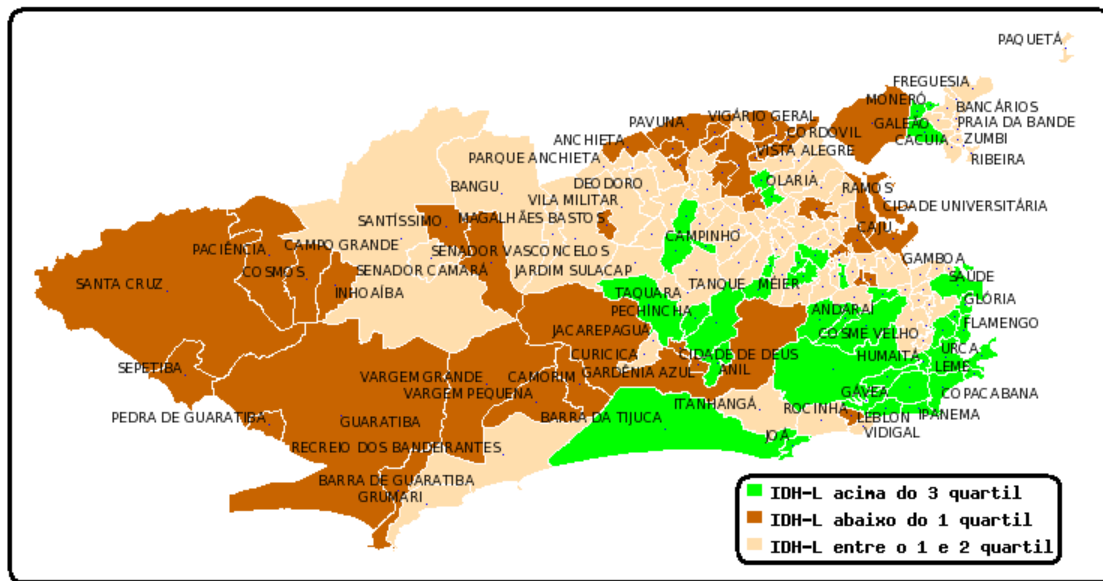 PAQUETÁ
FREGUESIA
MONERÓ
BANCÁRIOS
VIGÁRIO GERAL
PAVUNA
GALEÃO
PRAIA DA BANDE
ANCHIETA
CORDOVIL
CACUIA
ZUMBI
PARQUE ANCHIETA
VISTA ALEGRE
RIBEIRA
BANGU
DEODORO
OLARIA
RAMOS
VILA MILITAR
CIDADE UNIVERSITÁRIA
SANTÍSSIMO
MAGALHÃES BASTOS
CAJU
PACIÊNCIA
CAMPO GRANDE
CAMPINHO
SENADOR VASCONCELOS
GAMBOA
COSMOS
SENADOR CAMARÁ
JARDIM SULACAP
SAÚDE
SANTA CRUZ
INHOAÍBA
TAQUARA
TANQUE
MÉIER
GLÓRIA
PECHINCHA
ANDARAÍ
FLAMENGO
JACAREPAGUÁ
COSME VELHO
URCA
CURICICA
CIDADE DE DEUS
HUMAITÁ
SEPETIBA
GARDÊNIA AZUL
ANIL
LEME
VARGEM GRANDE
CAMORIM
GÁVEA
COPACABANA
VARGEM PEQUENA
ITANHANGÁ
ROCINHA
PEDRA DE GUARATIBA
GUARATIBA
BARRA DA TIJUCA
LEBLON
IPANEMA
VIDIGAL
JOÁ
RECREIO DOS BANDEIRANTES
BARRA DE GUARATIBA
GRUMARI
IDH-L acima do 3 quartil
IDH-L abaixo do 1 quartil
IDH-L entre o 1 e 2 quartil